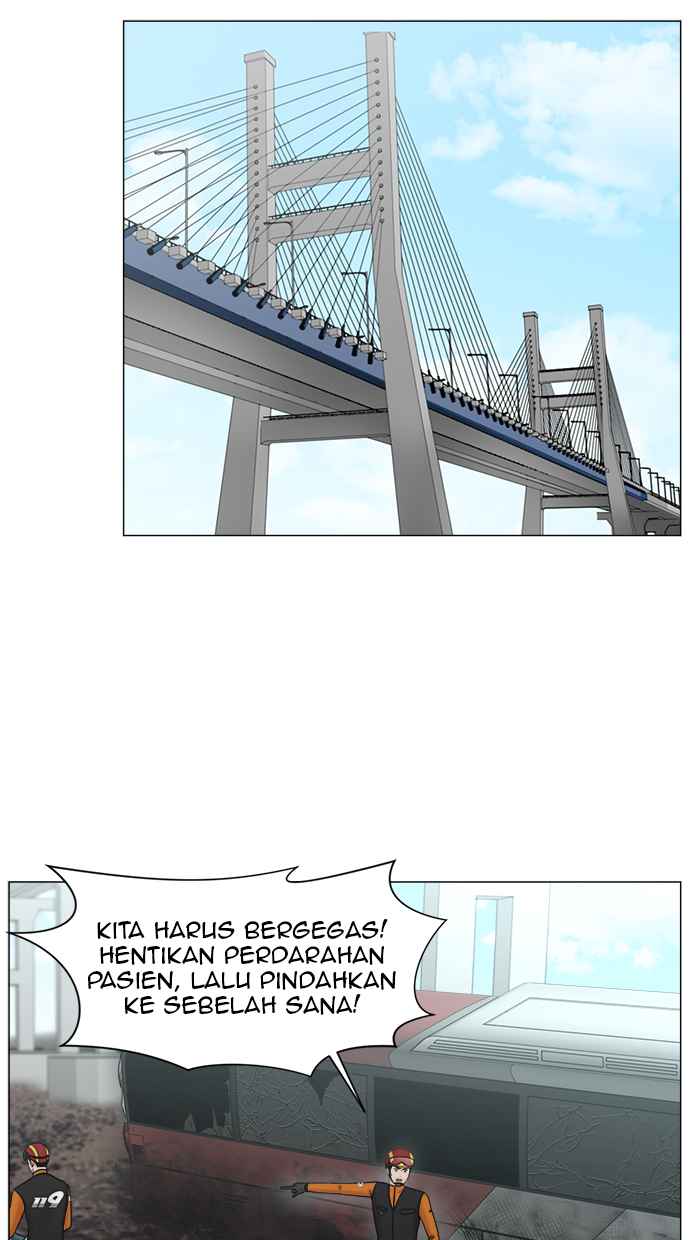 KITA HARUS BERGEGAS!
HENTIKAN PERDARAHAN
PASIEN, LALU PINDAHKAN
KE SEBELAH SANA!
119